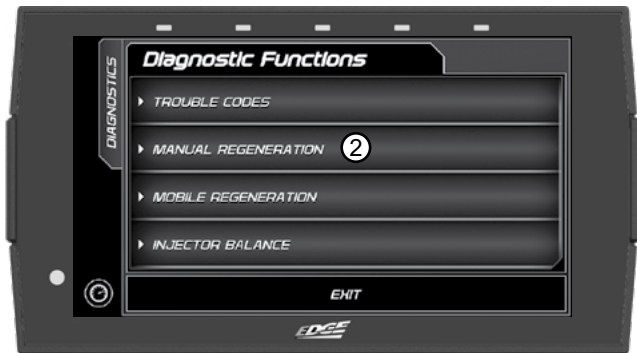 DIAGNOSTICS
Diagnostic Functions
TROUBLE CODES
MANUAL REGENERATION 2
MOBILE REGENERATION
INJECTOR BALANCE
EXIT
EDGE